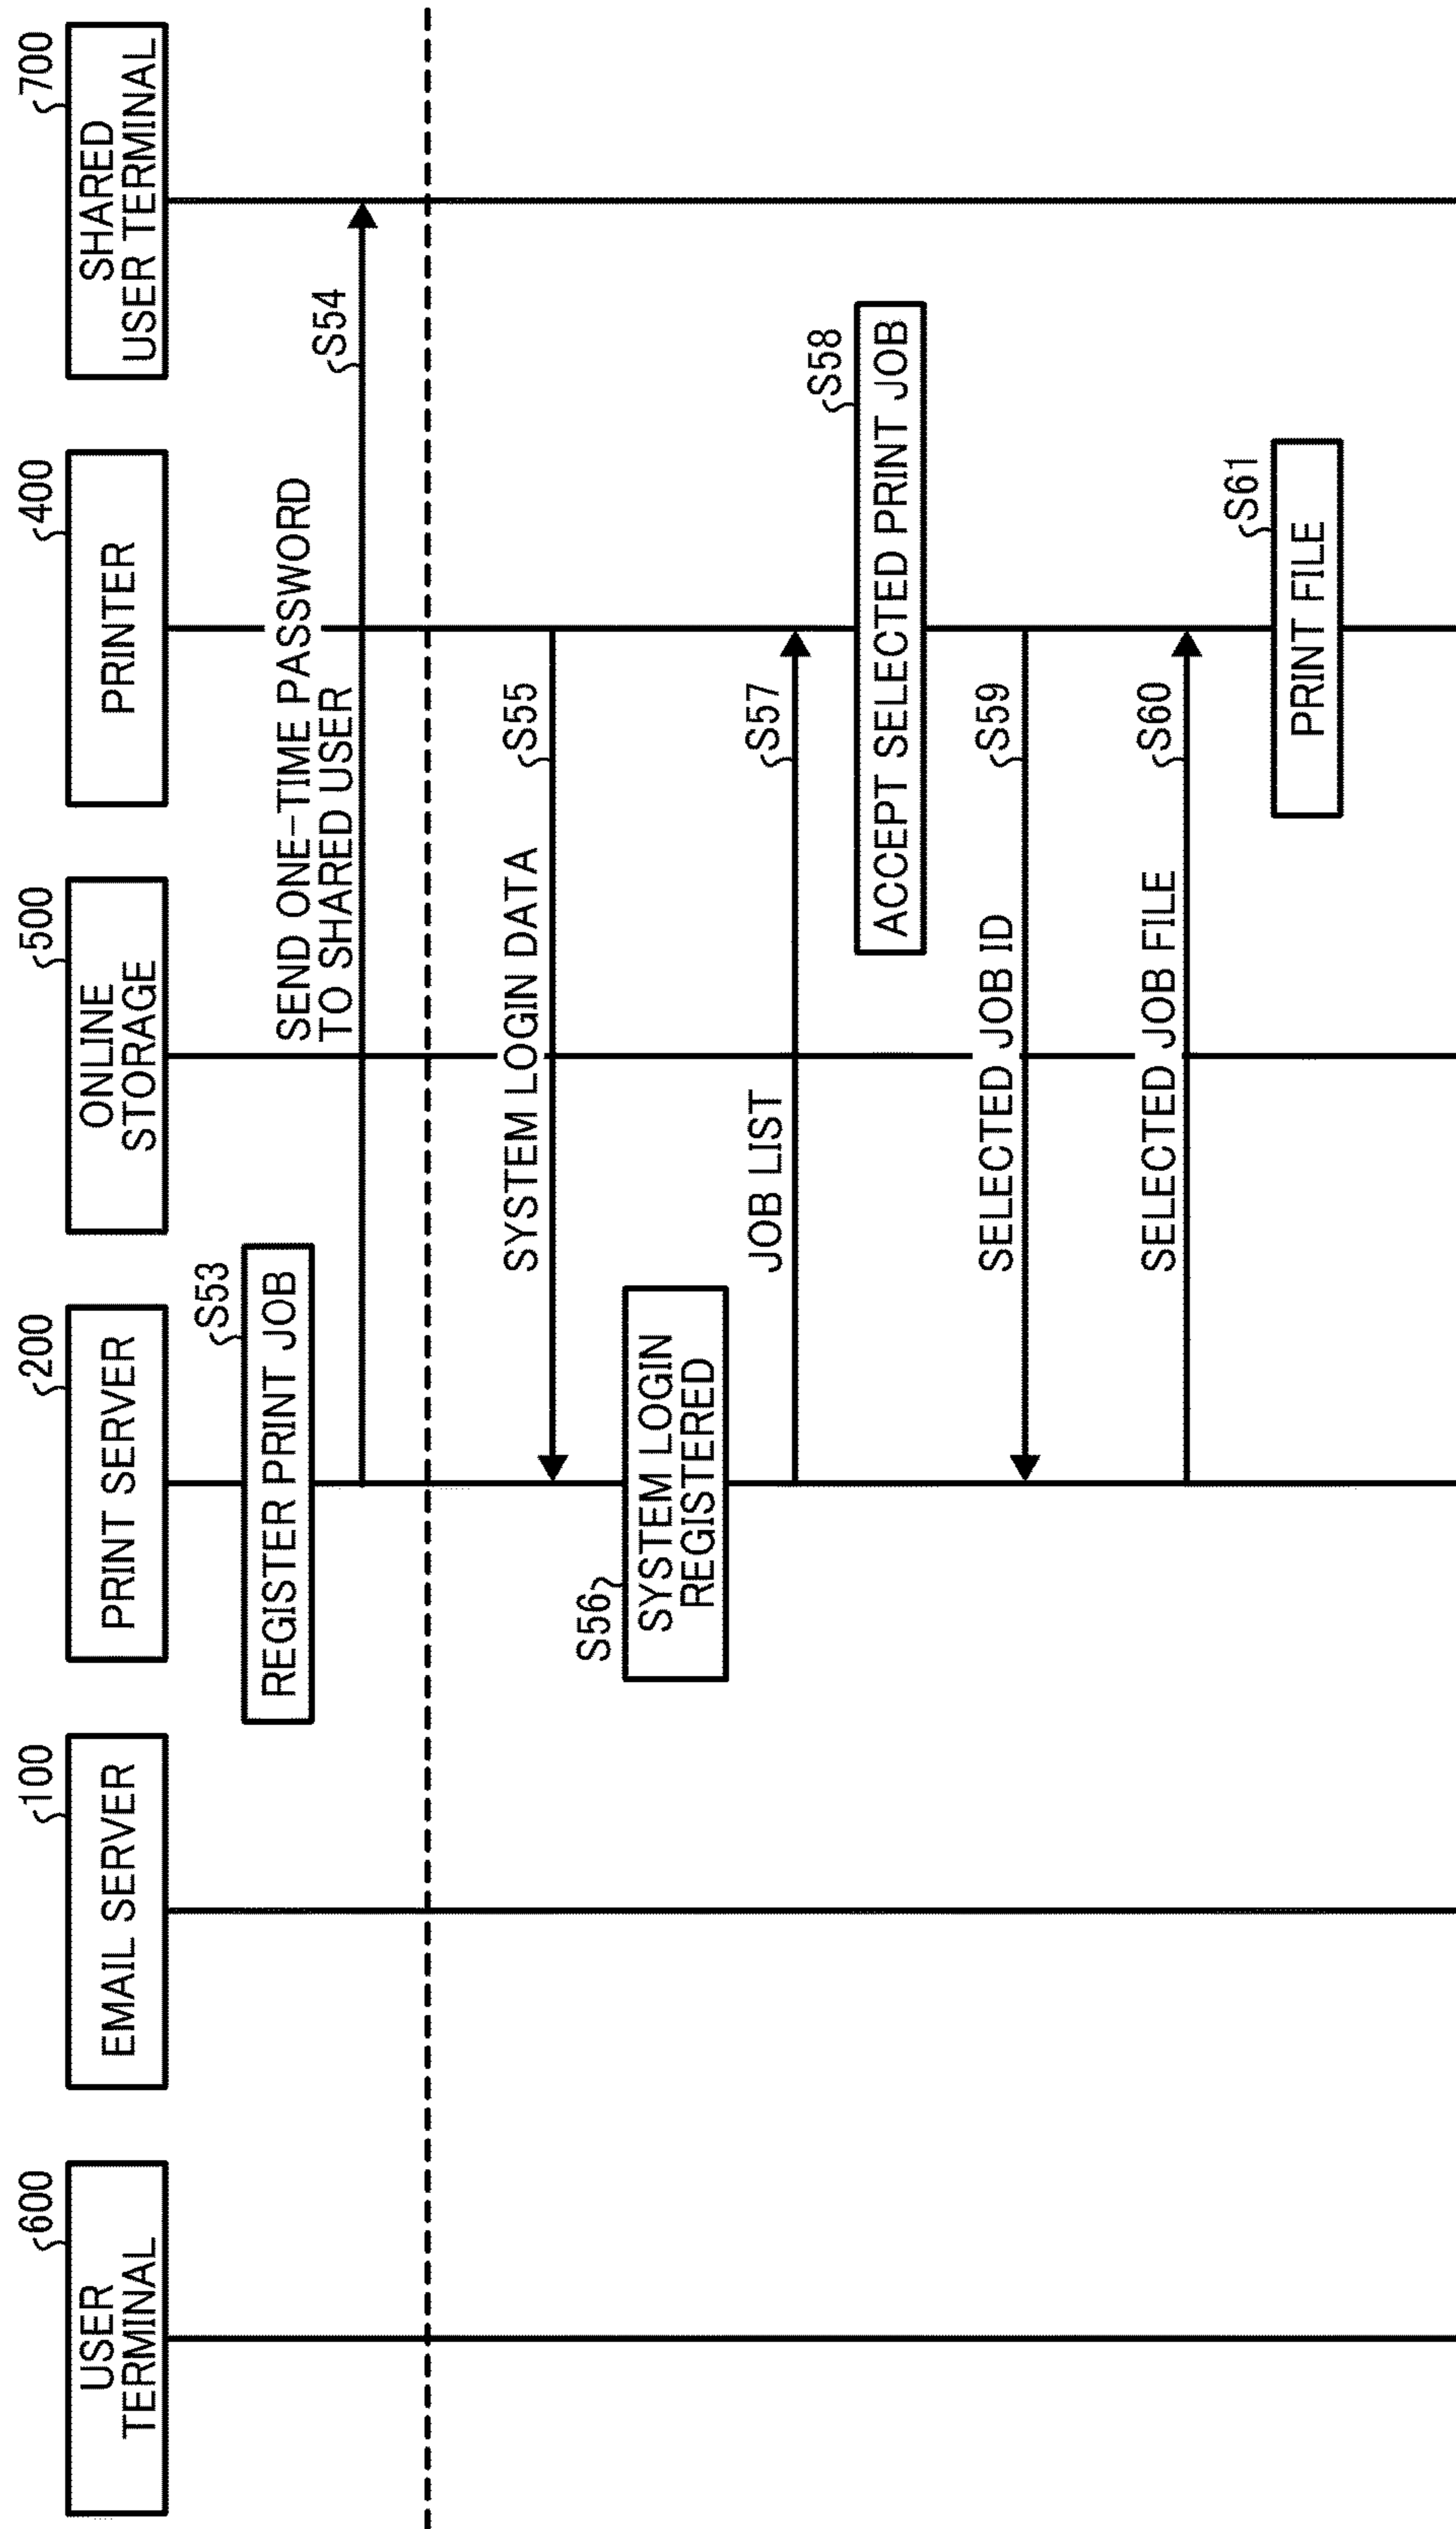 600
USER
TERMINAL
100
EMAIL SERVER
200
PRINT SERVER
500
ONLINE
STORAGE
400
PRINTER
700
SHARED
USER TERMINAL
S53
REGISTER PRINT JOB
SEND ONE-TIME PASSWORD
TO SHARED USER
S54
SYSTEM LOGIN DATA
S55
S56
SYSTEM LOGIN
REGISTERED
JOB LIST
S57
S58
ACCEPT SELECTED PRINT JOB
SELECTED JOB ID
S59
SELECTED JOB FILE
S60
S61
PRINT FILE